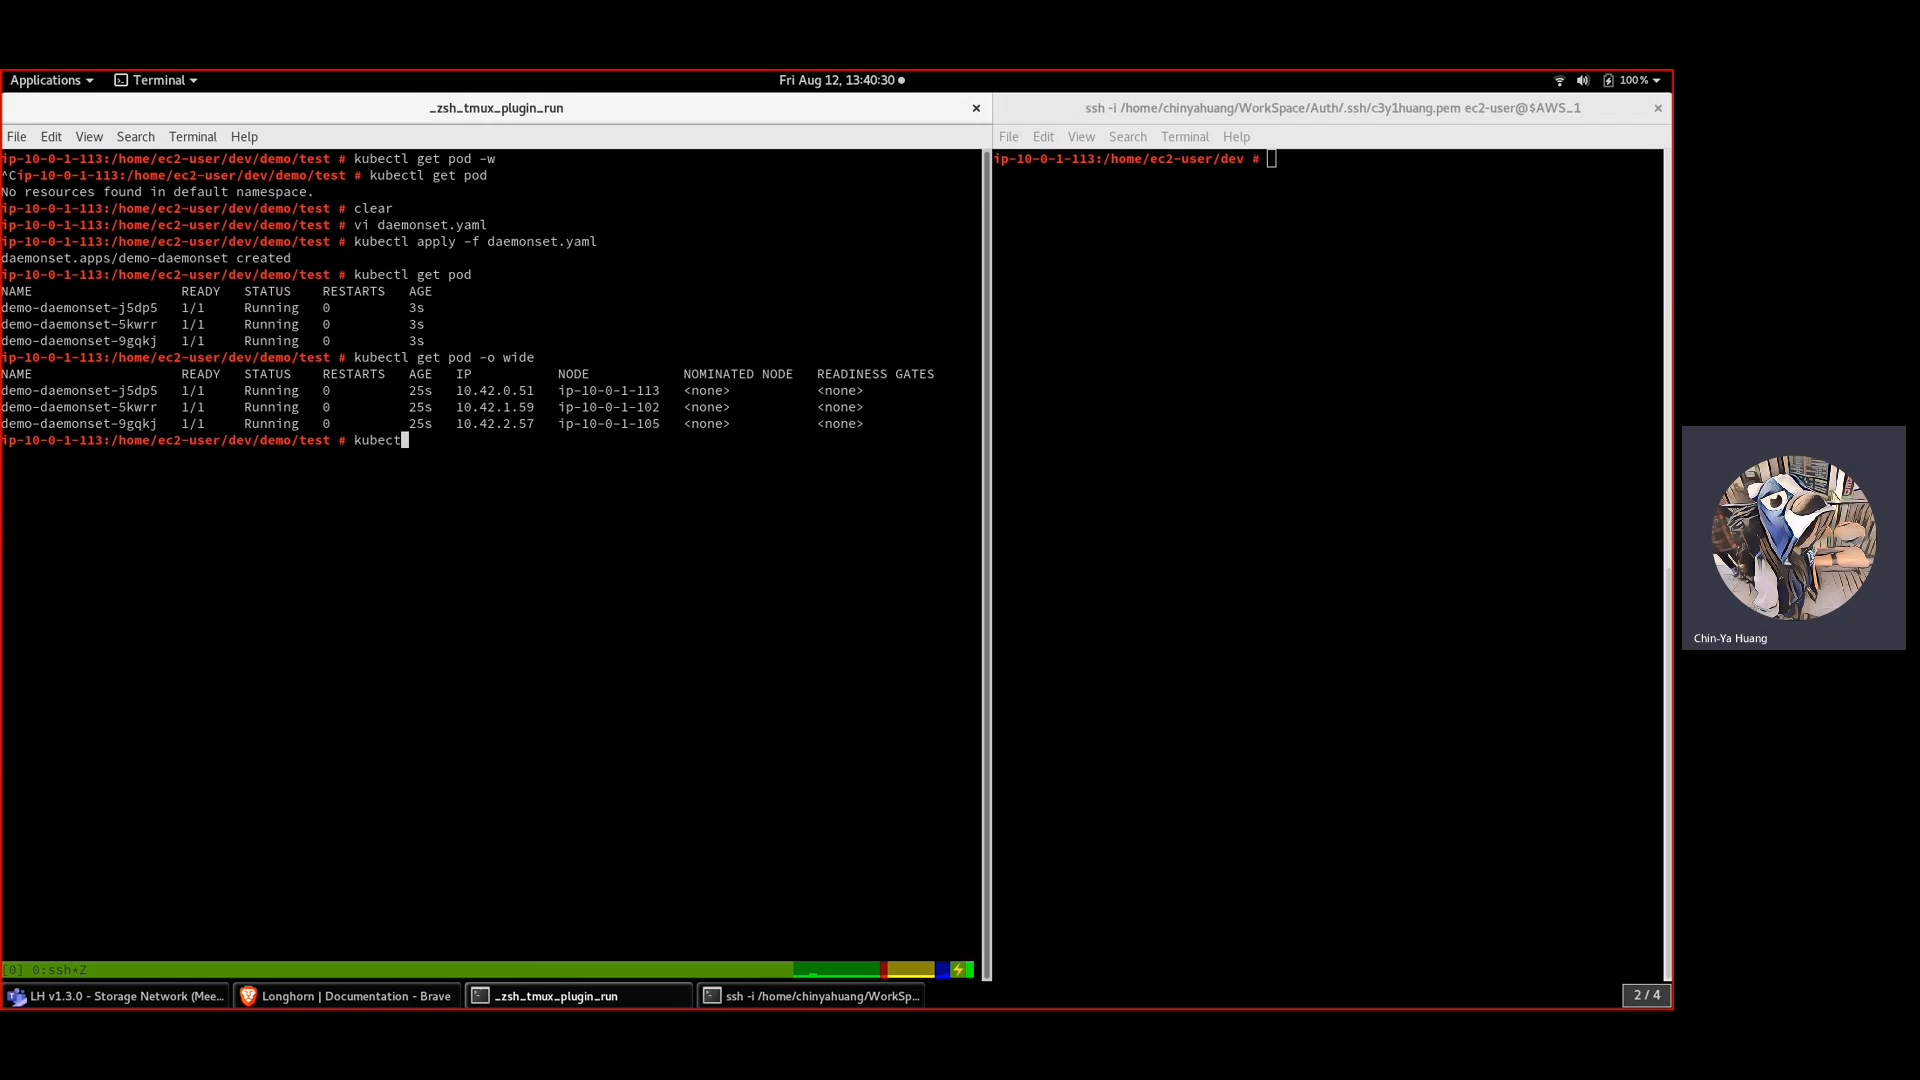 Applications
Terminal
Fri Aug 12, 13:40:30
100%
_zsh_tmux_plugin_run
ssh -i /home/chinyahuang/WorkSpace/Auth/.ssh/c3y1huang.pem ec2-user@$AWS_1
File Edit View Search Terminal Help
File Edit View Search Terminal Help
ip-10-0-1-113:/home/ec2-user/dev/demo/test # kubectl get pod -w
^Cip-10-0-1-113:/home/ec2-user/dev/demo/test # kubectl get pod
No resources found in default namespace.
ip-10-0-1-113:/home/ec2-user/dev/demo/test # clear
ip-10-0-1-113:/home/ec2-user/dev/demo/test # vi daemonset.yaml
ip-10-0-1-113:/home/ec2-user/dev/demo/test # kubectl apply -f daemonset.yaml
daemonset.apps/demo-daemonset created
ip-10-0-1-113:/home/ec2-user/dev/demo/test # kubectl get pod
NAME READY STATUS RESTARTS AGE
demo-daemonset-j5dp5 1/1 Running 0 3s
demo-daemonset-5kwrr 1/1 Running 0 3s
demo-daemonset-9gqkj 1/1 Running 0 3s
ip-10-0-1-113:/home/ec2-user/dev/demo/test # kubectl get pod -o wide
NAME READY STATUS RESTARTS AGE IP NODE NOMINATED NODE READINESS GATES
demo-daemonset-j5dp5 1/1 Running 0 25s 10.42.0.51 ip-10-0-1-113 <none> <none>
demo-daemonset-5kwrr 1/1 Running 0 25s 10.42.1.59 ip-10-0-1-102 <none> <none>
demo-daemonset-9gqkj 1/1 Running 0 25s 10.42.2.57 ip-10-0-1-105 <none> <none>
ip-10-0-1-113:/home/ec2-user/dev/demo/test # kubect
ip-10-0-1-113:/home/ec2-user/dev #
Chin-Ya Huang
[0] 0:ssh*Z
LH v1.3.0 - Storage Network (Mee...
Longhorn | Documentation - Brave
_zsh_tmux_plugin_run
ssh -i /home/chinyahuang/WorkSp...
2 / 4